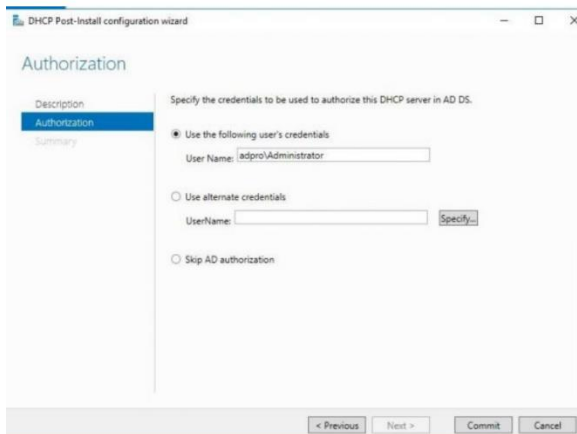 DHCP Post-Install configuration wizard
Authorization
Description
Authorization
Summary
Specify the credentials to be used to authorize this DHCP server in AD DS.
Use the following user's credentials
User Name: adpro\Administrator
Use alternate credentials
UserName: Specify...
Skip AD authorization
< Previous Next > Commit Cancel